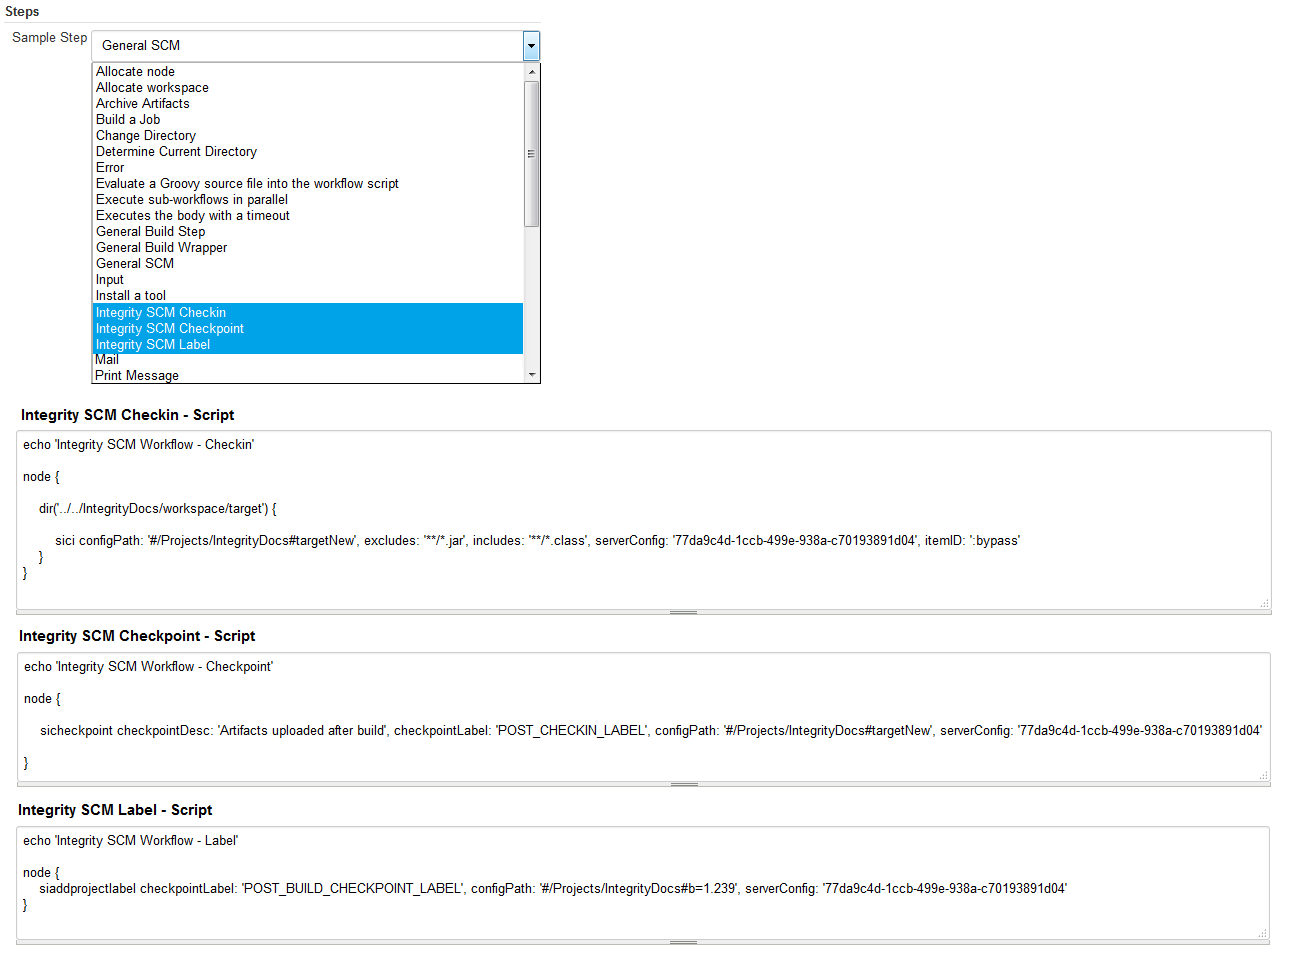 Steps
Sample Step
General SCM
Allocate node
Allocate workspace
Archive Artifacts
Build a Job
Change Directory
Determine Current Directory
Error
Evaluate a Groovy source file into the workflow script
Execute sub-workflows in parallel
Executes the body with a timeout
General Build Step
General Build Wrapper
General SCM
Input
Install a tool
Integrity SCM Checkin
Integrity SCM Checkpoint
Integrity SCM Label
Mail
Print Message
Integrity SCM Checkin - Script
echo 'Integrity SCM Workflow - Checkin'
node {
dir('../../IntegrityDocs/workspace/target') {
sici configPath: '#/Projects/IntegrityDocs#targetNew', excludes: '**/*.jar', includes: '**/*.class', serverConfig: '77da9c4d-1ccb-499e-938a-c70193891d04', itemID: ':bypass'
}
}
Integrity SCM Checkpoint - Script
echo 'Integrity SCM Workflow - Checkpoint'
node {
sicheckpoint checkpointDesc: 'Artifacts uploaded after build', checkpointLabel: 'POST_CHECKIN_LABEL', configPath: '#/Projects/IntegrityDocs#targetNew', serverConfig: '77da9c4d-1ccb-499e-938a-c70193891d04'
}
Integrity SCM Label - Script
echo 'Integrity SCM Workflow - Label'
node {
siaddprojectlabel checkpointLabel: 'POST_BUILD_CHECKPOINT_LABEL', configPath: '#/Projects/IntegrityDocs#b=1.239', serverConfig: '77da9c4d-1ccb-499e-938a-c70193891d04'
}